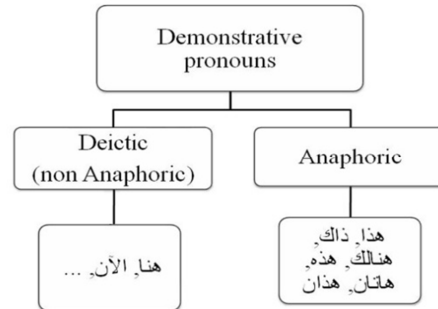 Demonstrative
pronouns
Deictic
(non Anaphoric)
Anaphoric
هنا, الآن, ...
هذا, ذاك,
هنالك, هذه,
هاتان, هذان